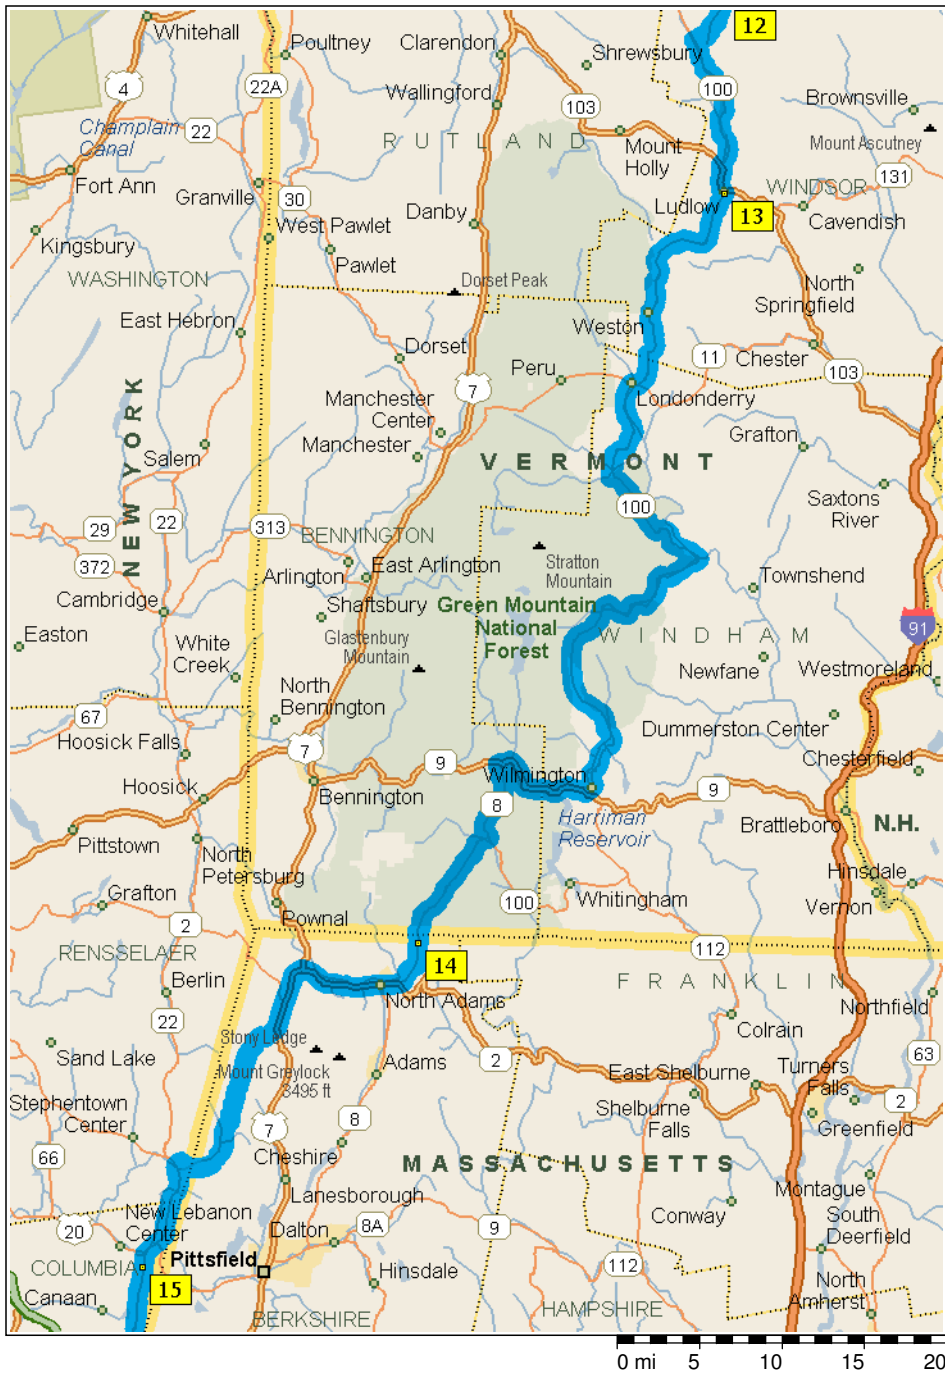 Whitehall
Poultney
Clarendon
Shrewsbury
12
4
22A
100
Wallingford
103
Brownsville
Champlain
Canal
22
RUTLAND
Mount
Holly
Mount Ascutney
Fort Ann
Granville
30
Ludlow
WINDSOR
131
Danby
13
Cavendish
Kingsbury
West Pawlet
Pawlet
WASHINGTON
Dorset Peak
North
Springfield
East Hebron
Weston
Dorset
Peru
11
Chester
103
7
Manchester
Center
Londonderry
NEW YORK
Manchester
Grafton
Salem
VERMONT
Saxtons
River
100
29
22
313
BENNINGTON
372
Arlington
East Arlington
Stratton
Mountain
Townshend
Cambridge
Shaftsbury
Green Mountain
National
Forest
91
Easton
White
Creek
Glastenbury
Mountain
WINDHAM
Newfane
Westmoreland
North
Bennington
67
Dummerston Center
Hoosick Falls
7
9
Chesterfield
Wilmington
Hoosick
Bennington
8
9
Harriman
Reservoir
Brattleboro
N.H.
Pittstown
North
Petersburg
Hinsdale
Grafton
100
Whitingham
Vernon
2
Pownal
RENSSELAER
112
14
FRANKLIN
Berlin
North Adams
Northfield
22
Colrain
Stony Ledge
Sand Lake
Mount Greylock
3495 ft
Adams
2
East Shelburne
Turners
Falls
63
Stephentown
Center
8
Shelburne
Falls
2
7
Greenfield
66
Cheshire
MASSACHUSETTS
Lanesborough
Montague
New Lebanon
Center
8A
Conway
South
Deerfield
20
Dalton
9
Pittsfield
112
COLUMBIA
15
Hinsdale
North
Amherst
Canaan
BERKSHIRE
HAMPSHIRE
0 mi 5 10 15 20